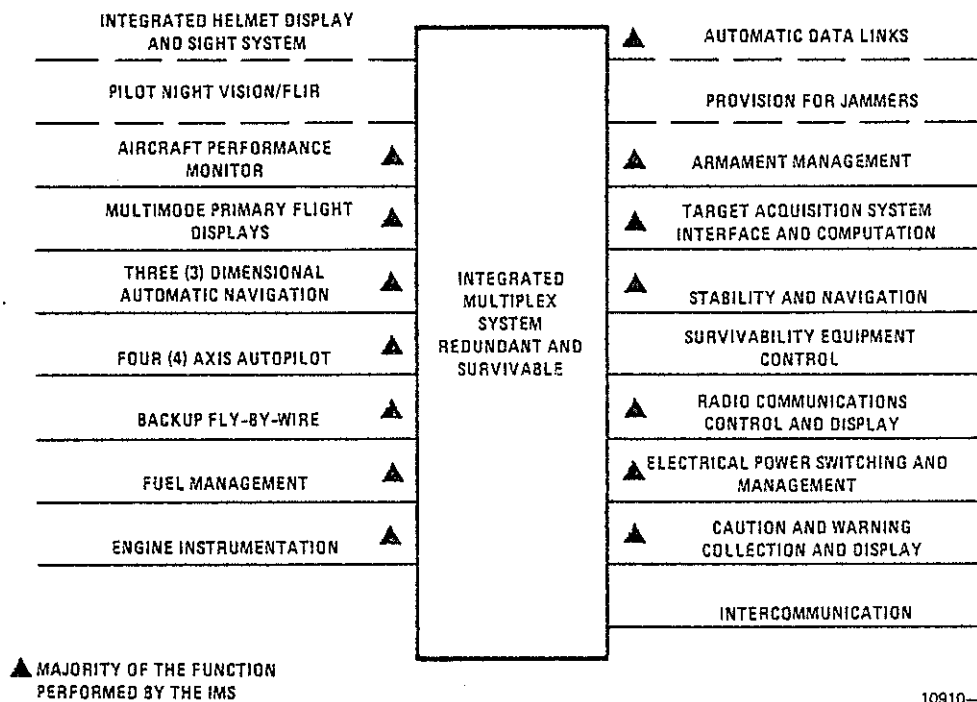 INTEGRATED HELMET DISPLAY
AND SIGHT SYSTEM
PILOT NIGHT VISION/FLIR
AIRCRAFT PERFORMANCE
MONITOR
MULTIMODE PRIMARY FLIGHT
DISPLAYS
THREE (3) DIMENSIONAL
AUTOMATIC NAVIGATION
FOUR (4) AXIS AUTOPILOT
BACKUP FLY-BY-WIRE
FUEL MANAGEMENT
ENGINE INSTRUMENTATION
INTEGRATED
MULTIPLEX
SYSTEM
REDUNDANT AND
SURVIVABLE
AUTOMATIC DATA LINKS
PROVISION FOR JAMMERS
ARMAMENT MANAGEMENT
TARGET ACQUISITION SYSTEM
INTERFACE AND COMPUTATION
STABILITY AND NAVIGATION
SURVIVABILITY EQUIPMENT
CONTROL
RADIO COMMUNICATIONS
CONTROL AND DISPLAY
ELECTRICAL POWER SWITCHING AND
MANAGEMENT
CAUTION AND WARNING
COLLECTION AND DISPLAY
INTERCOMMUNICATION
▲ MAJORITY OF THE FUNCTION
PERFORMED BY THE IMS
10910—